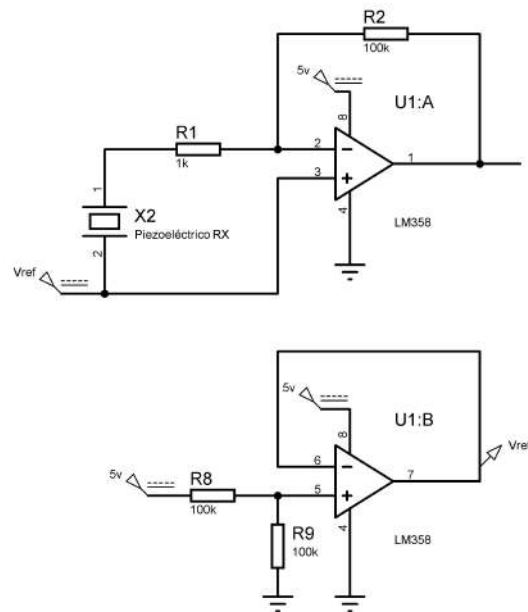 R2
100k
5v
U1:A
8
R1
1k
2
3
1
4
LM358
1
X2
Piezoeléctrico RX
2
Vref
5v
U1:B
8
6
5
7
Vref
5v
R8
100k
R9
100k
4
LM358